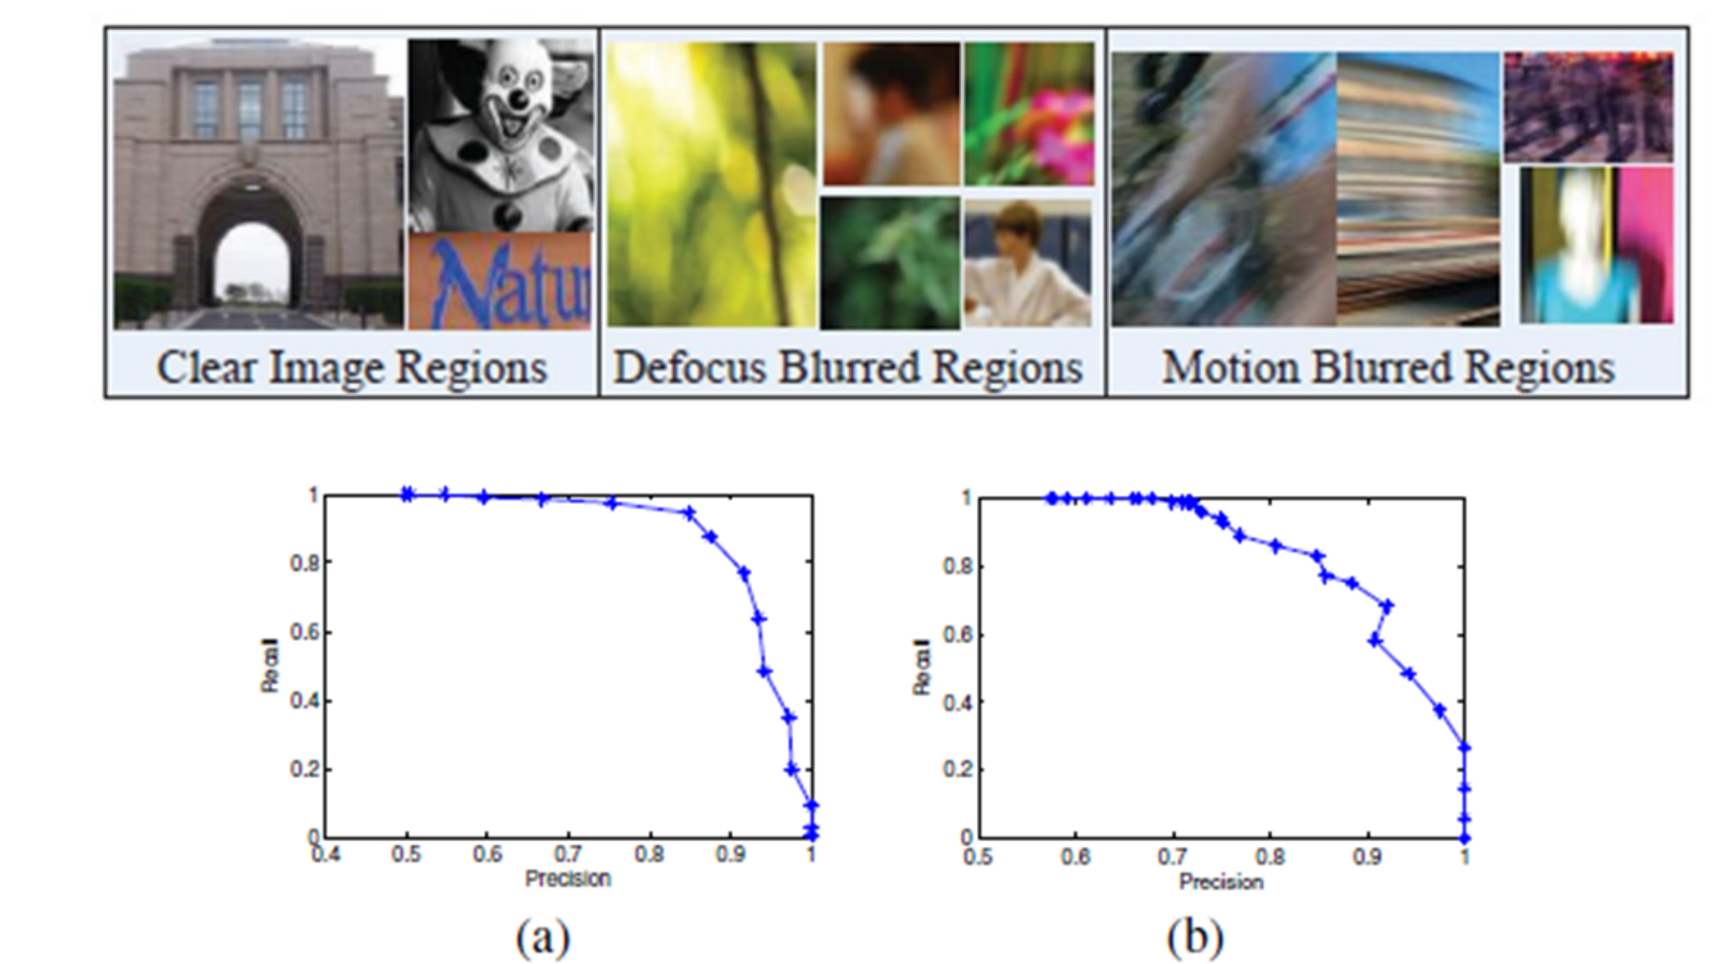 Natu
Clear Image Regions
Defocus Blurred Regions
Motion Blurred Regions
1
0.8
0.6
0.4
0.2
0
Recall
0.4 0.5 0.6 0.7 0.8 0.9 1
Precision
(a)
1
0.8
0.6
0.4
0.2
0
Recall
0.5 0.6 0.7 0.8 0.9 1
Precision
(b)